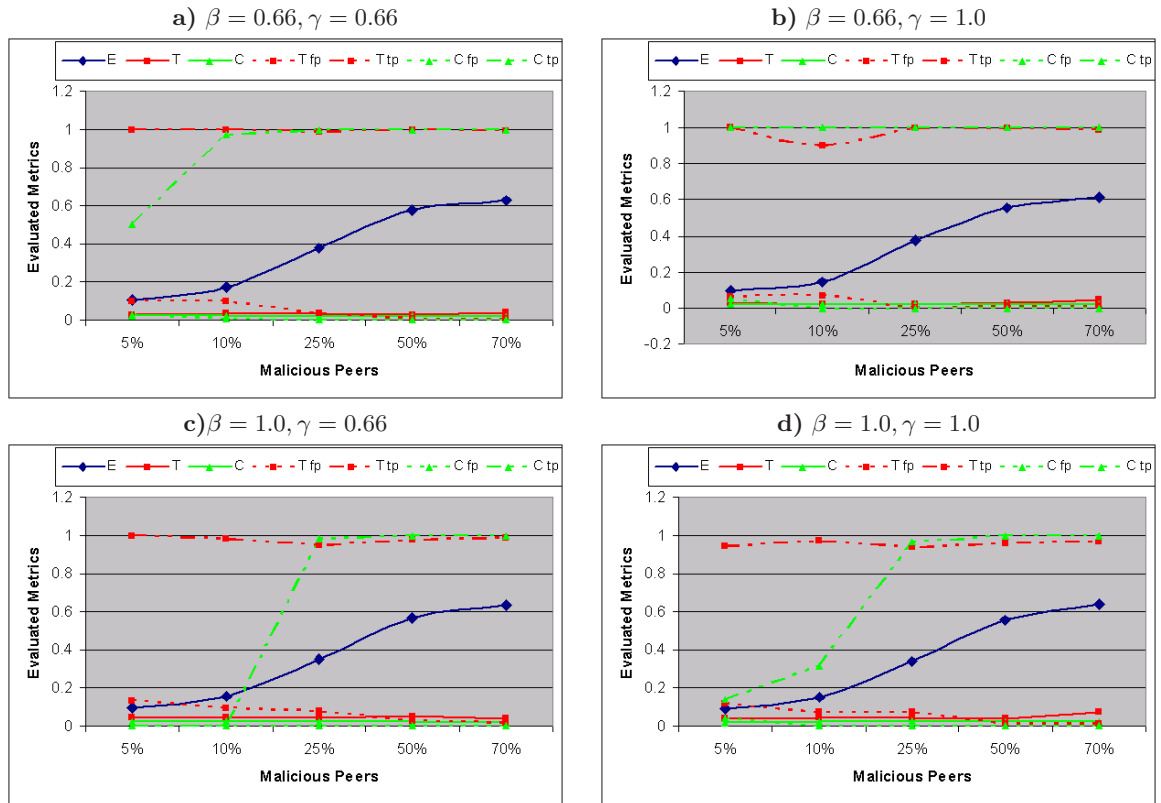 a) β = 0.66, γ = 0.66
E T C T fp T tp C fp C tp
1.2
1
0.8
0.6
0.4
0.2
0
Evaluated Metrics
5% 10% 25% 50% 70%
Malicious Peers
b) β = 0.66, γ = 1.0
E T C T fp T tp C fp C tp
1.2
1
0.8
0.6
0.4
0.2
0
-0.2
Evaluated Metrics
5% 10% 25% 50% 70%
Malicious Peers
c)β = 1.0, γ = 0.66
E T C T fp T tp C fp C tp
1.2
1
0.8
0.6
0.4
0.2
0
Evaluated Metrics
5% 10% 25% 50% 70%
Malicious Peers
d) β = 1.0, γ = 1.0
E T C T fp T tp C fp C tp
1.2
1
0.8
0.6
0.4
0.2
0
Evaluated Metrics
5% 10% 25% 50% 70%
Malicious Peers